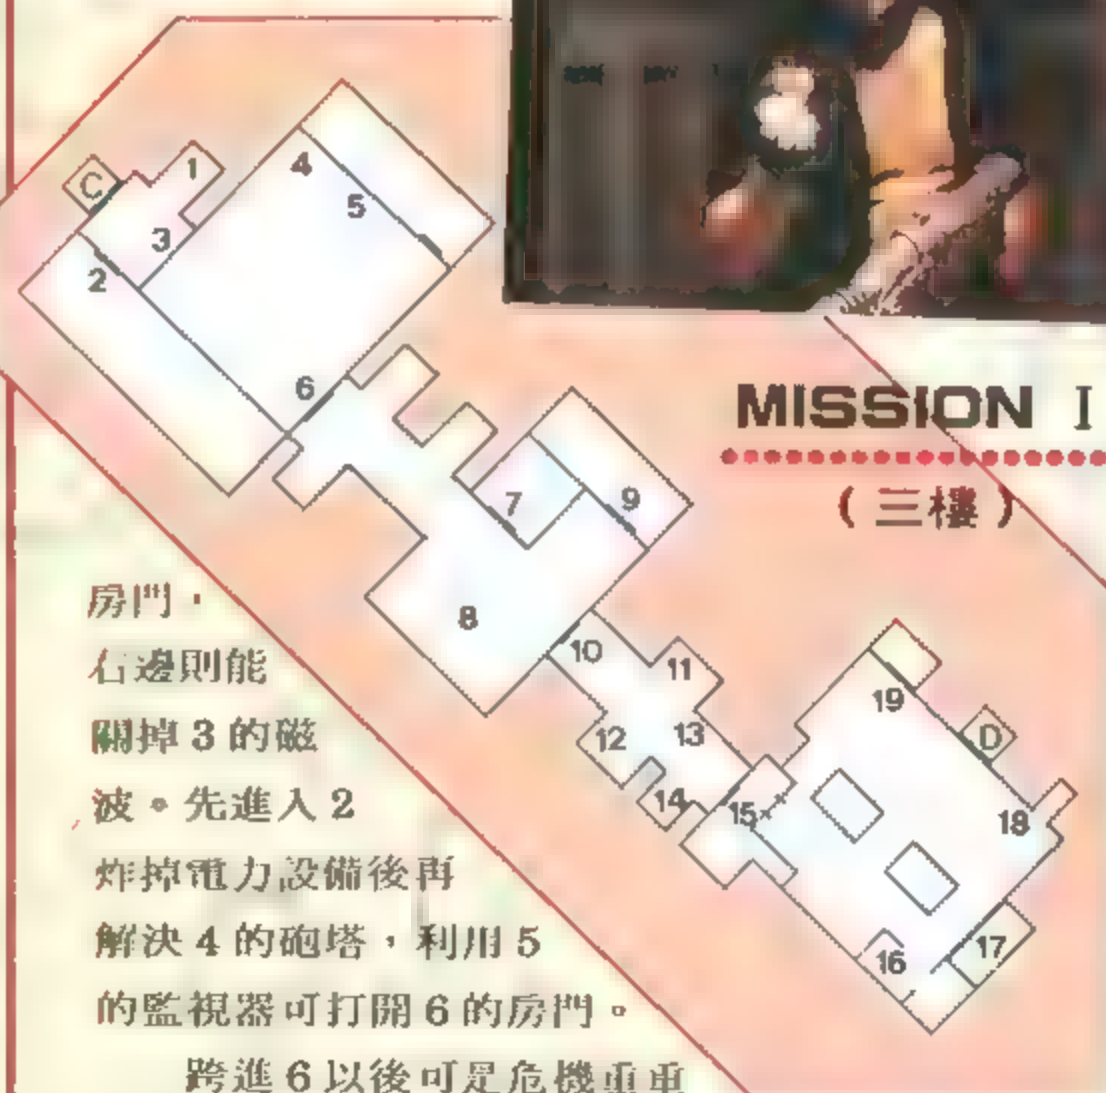 C
1
4
5
3
2
6
MISSION I
(三樓)
7
9
8
10
11
12
13
14
15
19
D
18
17
16
房門,
右邊則能
關掉3的磁
波。先進入2
炸掉電力設備後再
解決4的砲塔,利用5
的監視器可打開6的房門。
跨進6以後可是危機重重